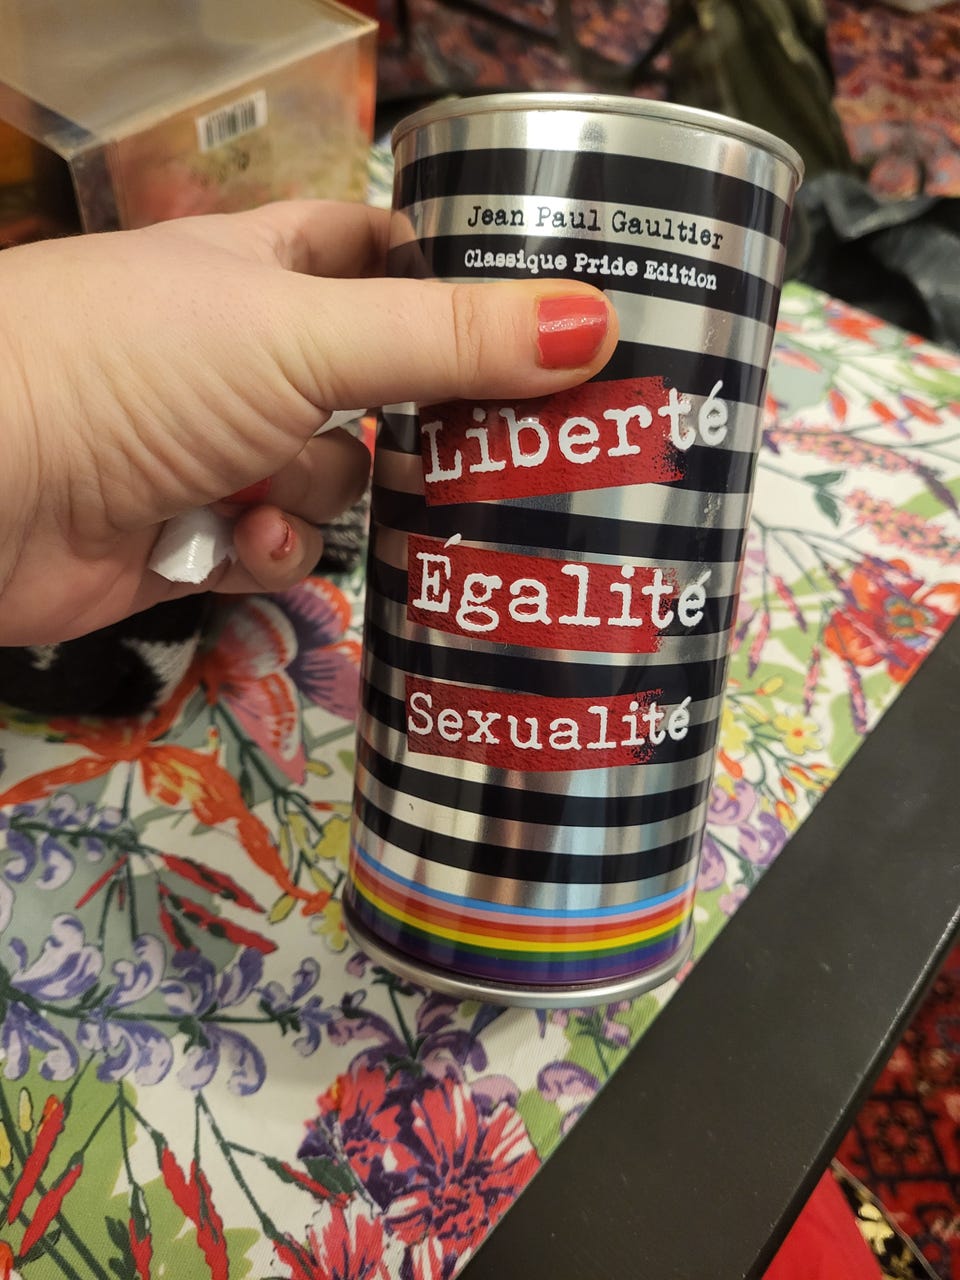 Jean Paul Gaultier
Classique Pride Edition
Liberté
Égalité
Sexualité